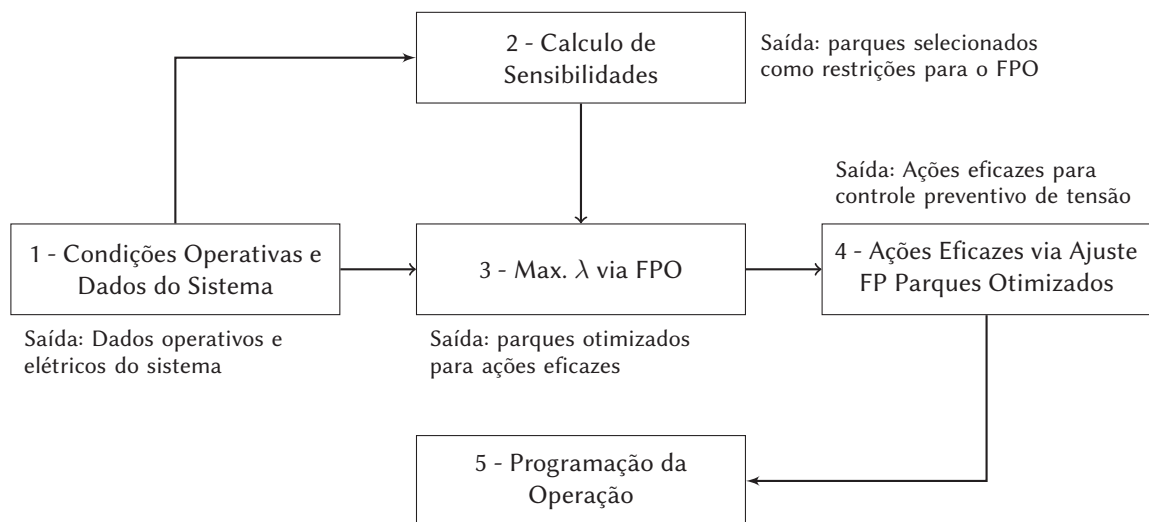 2 - Calculo de
Sensibilidades
Saída: parques selecionados
como restrições para o FPO
Saída: Ações eficazes para
controle preventivo de tensão
1 - Condições Operativas e
Dados do Sistema
3 - Max. λ via FPO
4 - Ações Eficazes via Ajuste
FP Parques Otimizados
Saída: Dados operativos e
elétricos do sistema
Saída: parques otimizados
para ações eficazes
5 - Programação da
Operação